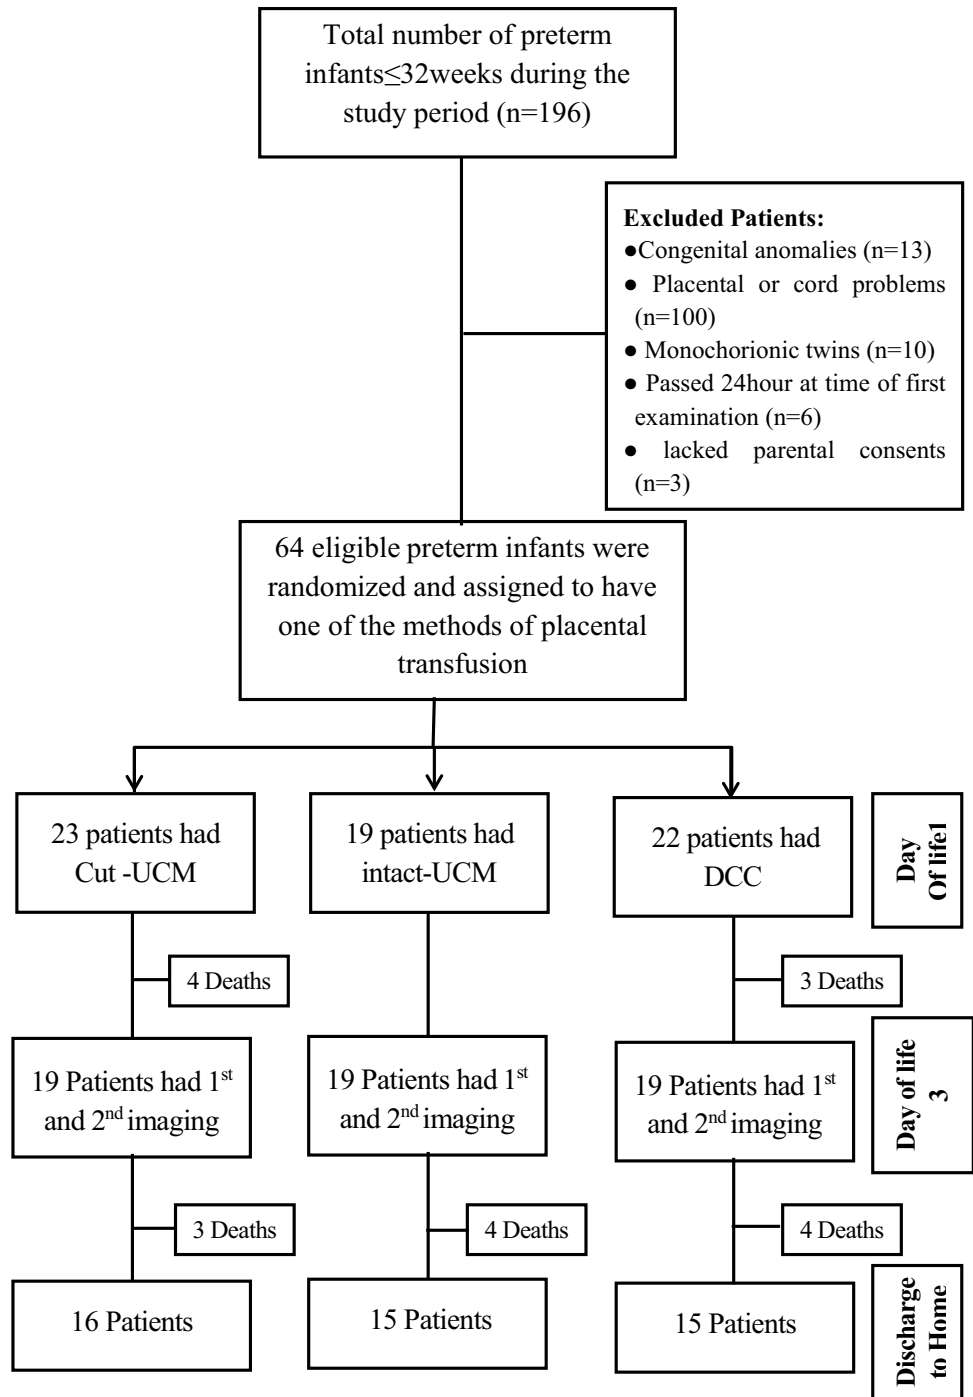 Total number of preterm
infants≤32weeks during the
study period (n=196)
Excluded Patients:
●Congenital anomalies (n=13)
● Placental or cord problems
(n=100)
● Monochorionic twins (n=10)
● Passed 24hour at time of first
examination (n=6)
● lacked parental consents
(n=3)
64 eligible preterm infants were
randomized and assigned to have
one of the methods of placental
transfusion
23 patients had
Cut -UCM
19 patients had
intact-UCM
22 patients had
DCC
Day
Of life1
4 Deaths
3 Deaths
19 Patients had 1st
and 2nd imaging
19 Patients had 1st
and 2nd imaging
19 Patients had 1st
and 2nd imaging
Day of life
3
3 Deaths
4 Deaths
4 Deaths
16 Patients
15 Patients
15 Patients
Discharge
to Home